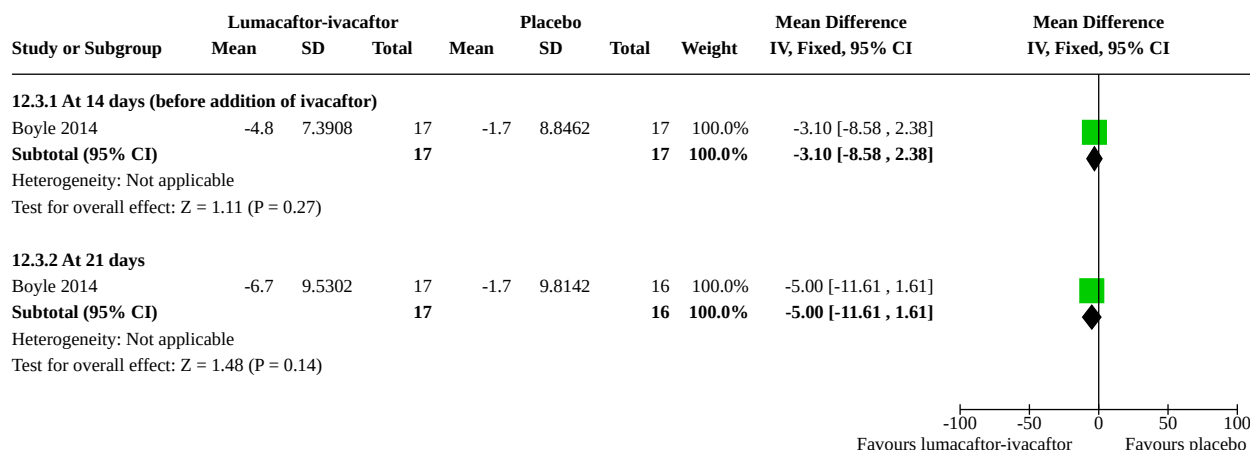 Lumacaftor-ivacaftor Placebo Mean Difference Mean Difference
Study or Subgroup Mean SD Total Mean SD Total Weight IV, Fixed, 95% CI IV, Fixed, 95% CI
12.3.1 At 14 days (before addition of ivacaftor)
Boyle 2014 -4.8 7.3908 17 -1.7 8.8462 17 100.0% -3.10 [-8.58 , 2.38]
Subtotal (95% CI) 17 17 100.0% -3.10 [-8.58 , 2.38]
Heterogeneity: Not applicable
Test for overall effect: Z = 1.11 (P = 0.27)
12.3.2 At 21 days
Boyle 2014 -6.7 9.5302 17 -1.7 9.8142 16 100.0% -5.00 [-11.61 , 1.61]
Subtotal (95% CI) 17 16 100.0% -5.00 [-11.61 , 1.61]
Heterogeneity: Not applicable
Test for overall effect: Z = 1.48 (P = 0.14)
-100 -50 0 50 100
Favours lumacaftor-ivacaftor Favours placebo